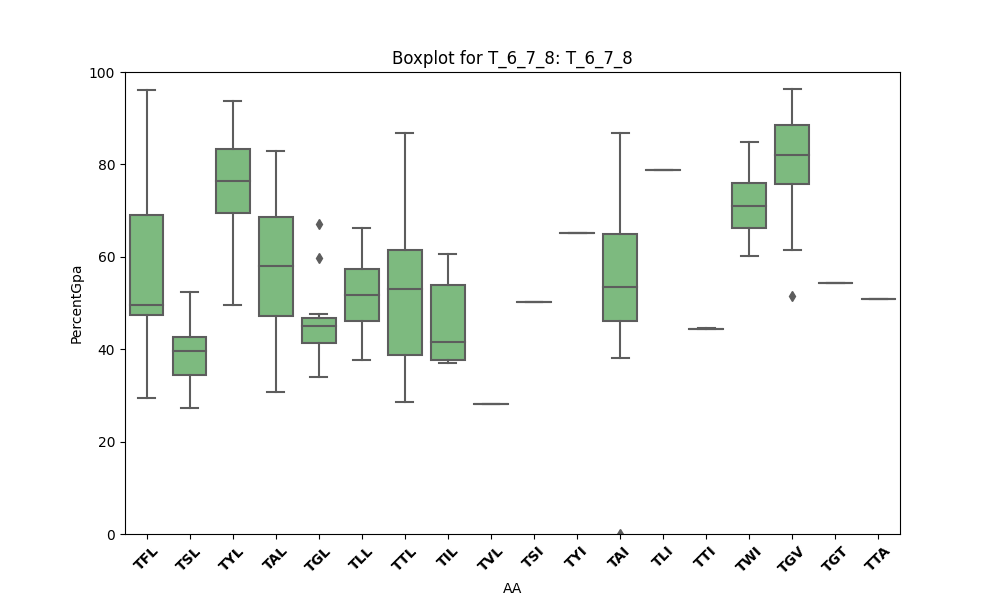 Boxplot for T_6_7_8: T_6_7_8
100
80
60
40
20
0
PercentGpa
TFL
TSL
TYL
TAL
TGL
TLL
TTL
TIL
TVL
TSI
TYI
TAI
TLI
TTI
TWI
TGV
TGT
TTA
AA